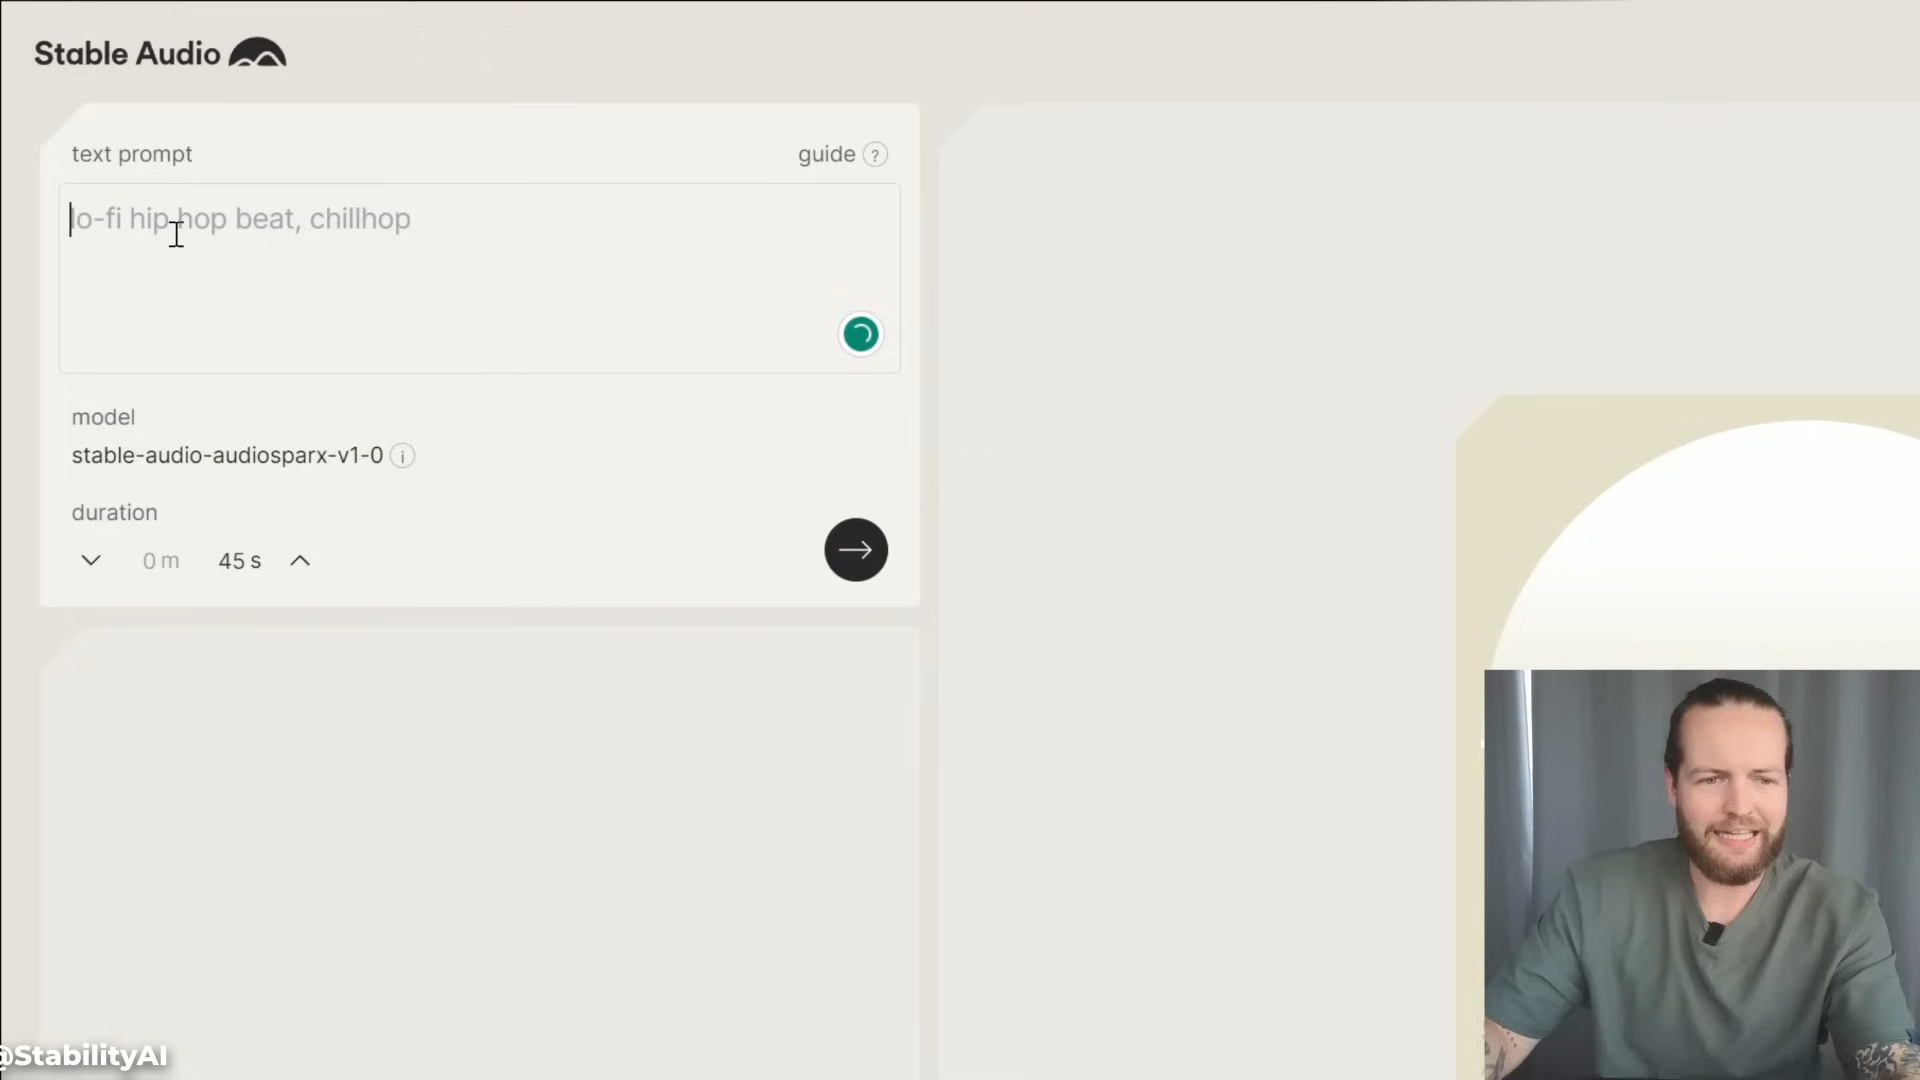 Stable Audio
text prompt
guide ?
lo-fi hip hop beat, chillhop
model
stable-audio-audiosparx-v1-0 i
duration
0 m 45 s
@StabilityAI